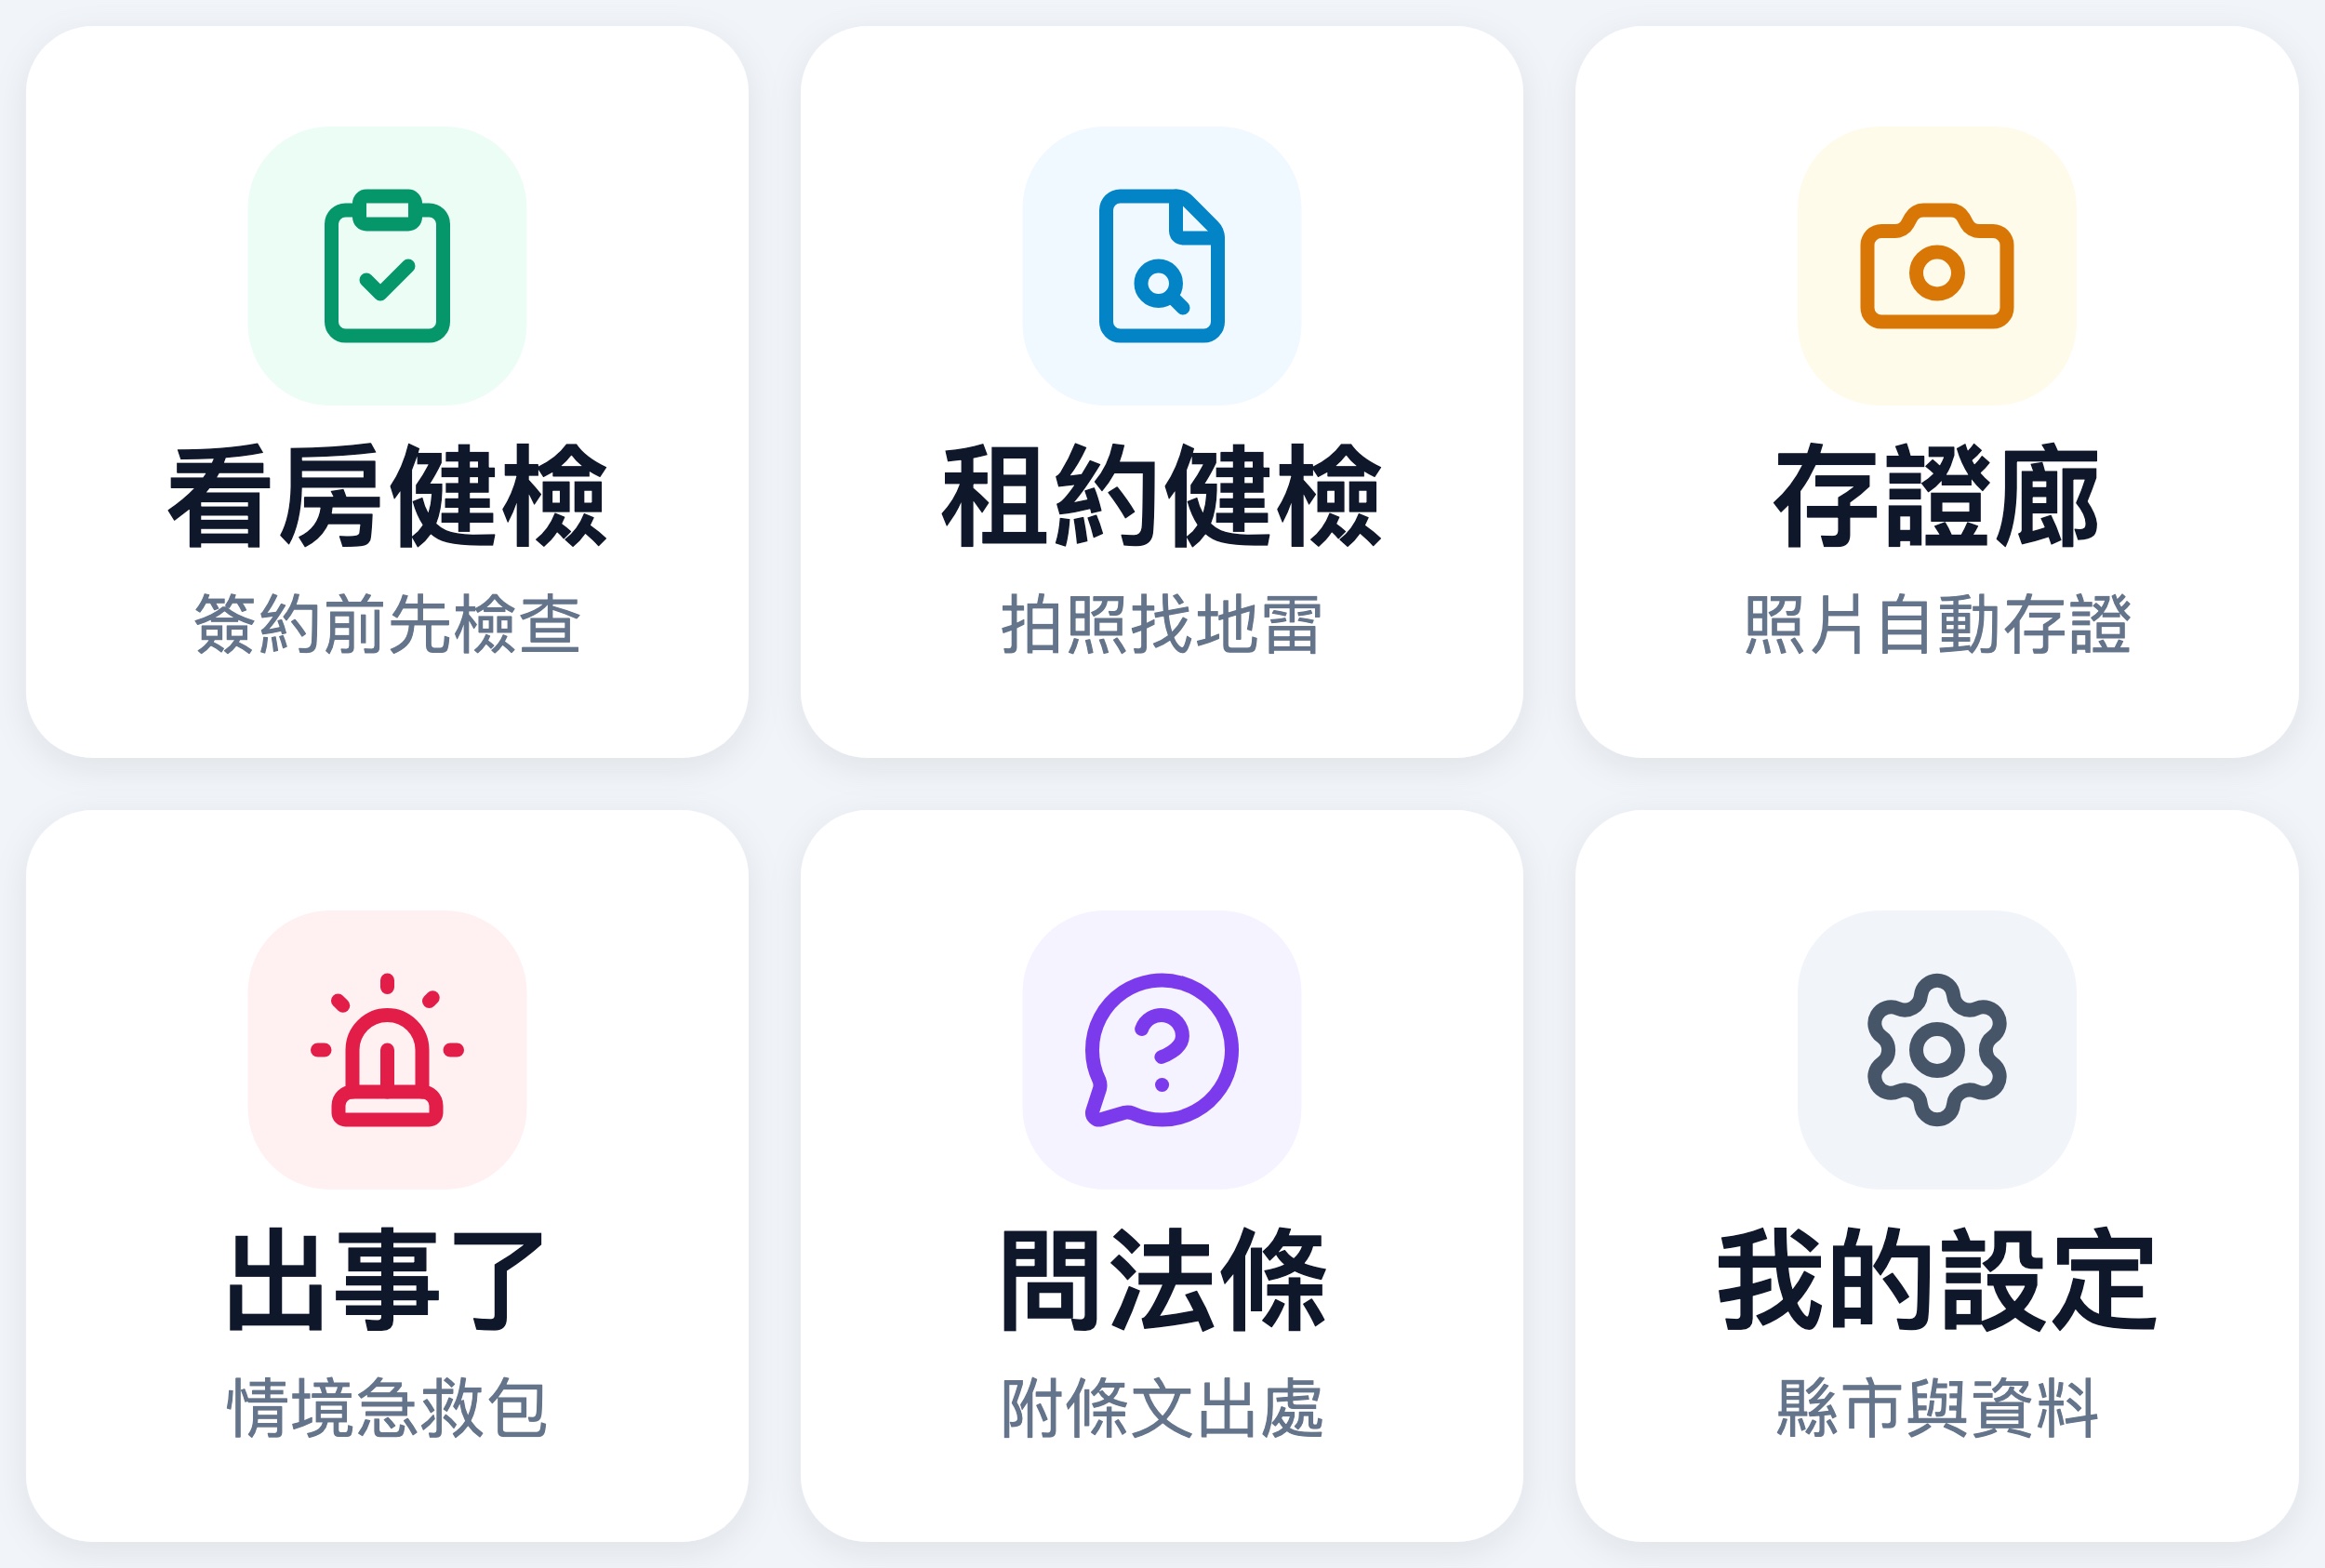 看房健檢
簽約前先檢查
租約健檢
拍照找地雷
存證廊
照片自動存證
出事了
情境急救包
問法條
附條文出處
我的設定
縣市與資料